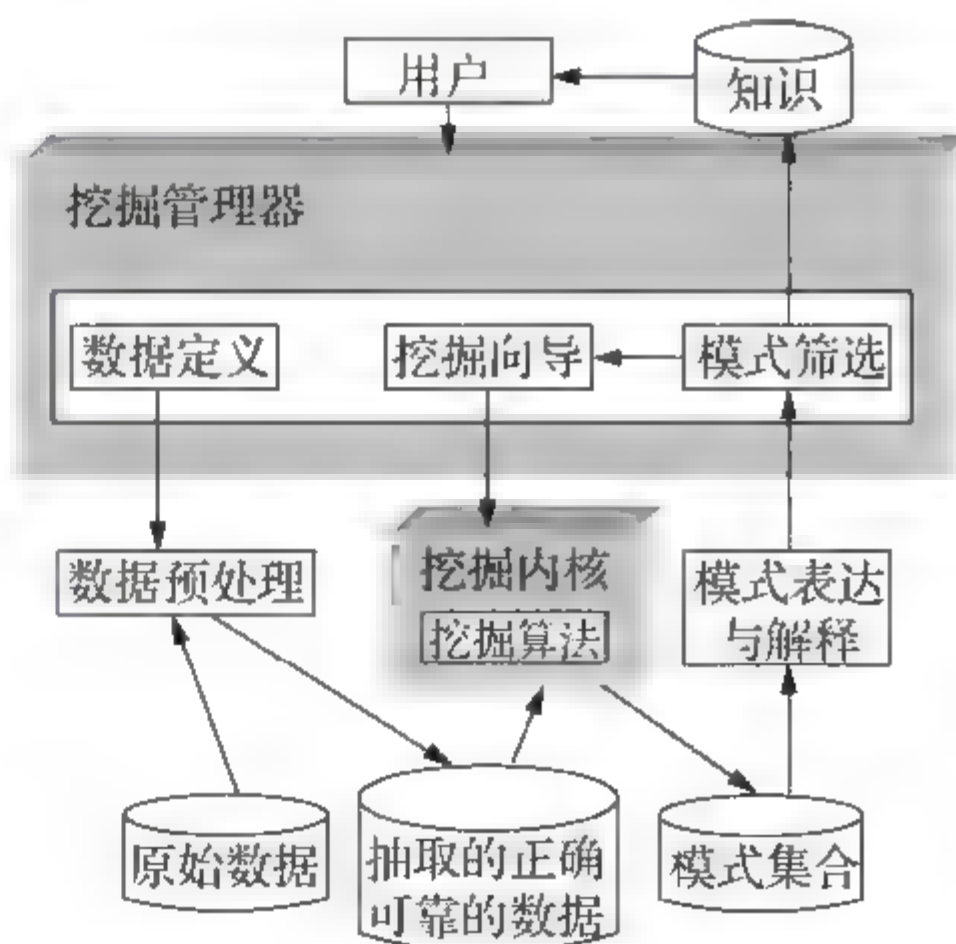 用户
知识
挖掘管理器
数据定义
挖掘向导
模式筛选
数据预处理
挖掘内核
挖掘算法
模式表达
与解释
原始数据
抽取的正确
可靠的数据
模式集合